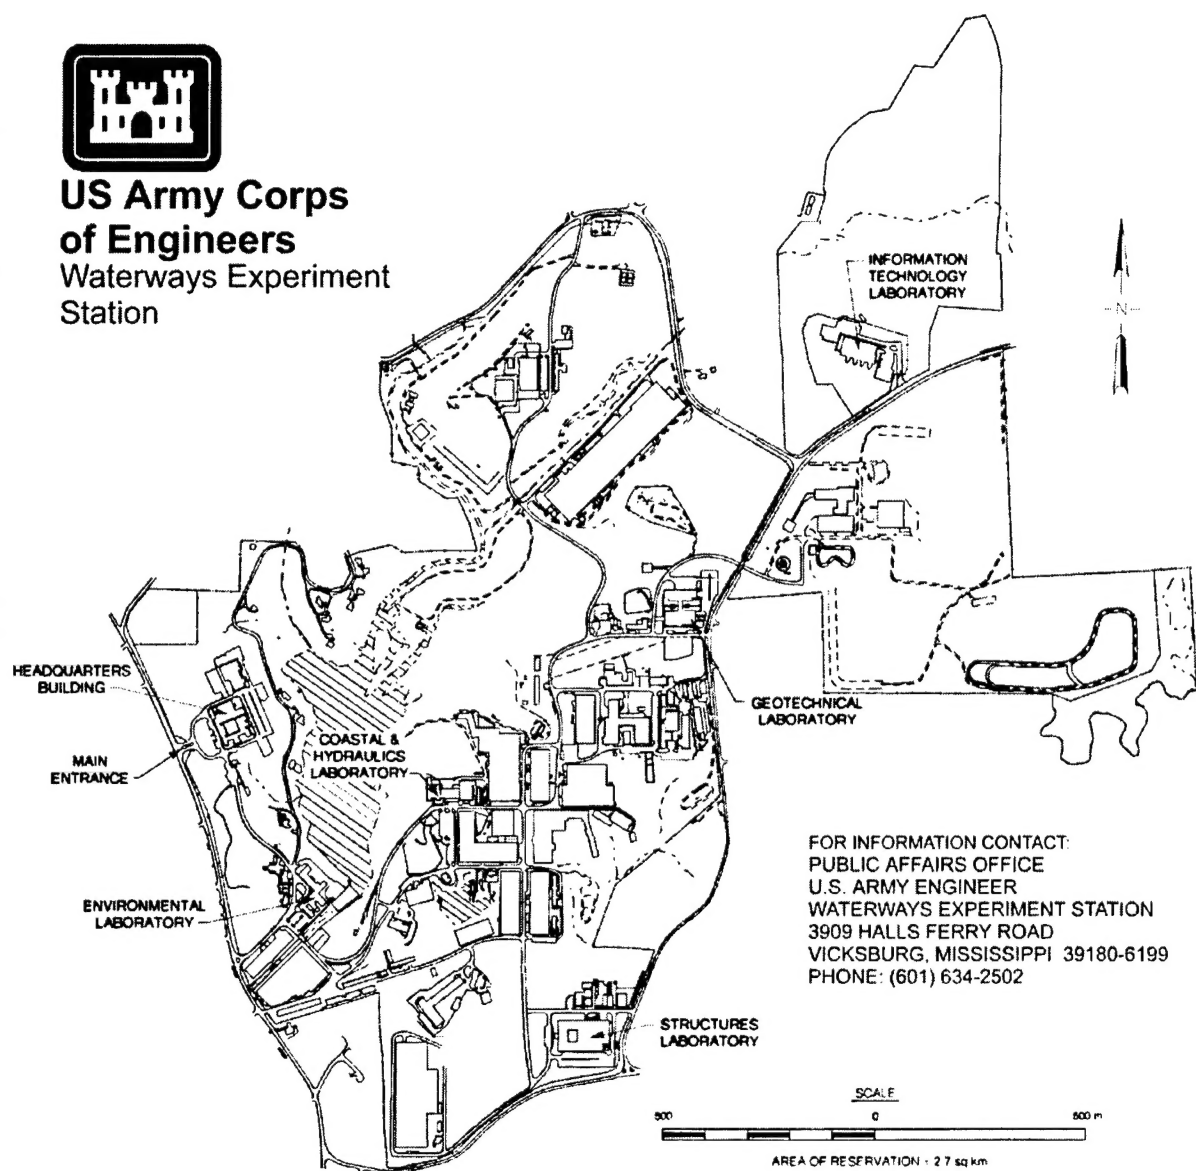 US Army Corps
of Engineers
Waterways Experiment
Station
INFORMATION
TECHNOLOGY
LABORATORY
N
HEADQUARTERS
BUILDING
MAIN
ENTRANCE
COASTAL &
HYDRAULICS
LABORATORY
GEOTECHNICAL
LABORATORY
ENVIRONMENTAL
LABORATORY
FOR INFORMATION CONTACT:
PUBLIC AFFAIRS OFFICE
U.S. ARMY ENGINEER
WATERWAYS EXPERIMENT STATION
3909 HALLS FERRY ROAD
VICKSBURG, MISSISSIPPI 39180-6199
PHONE: (601) 634-2502
STRUCTURES
LABORATORY
SCALE
0
AREA OF RESERVATION : 2.7 sq km